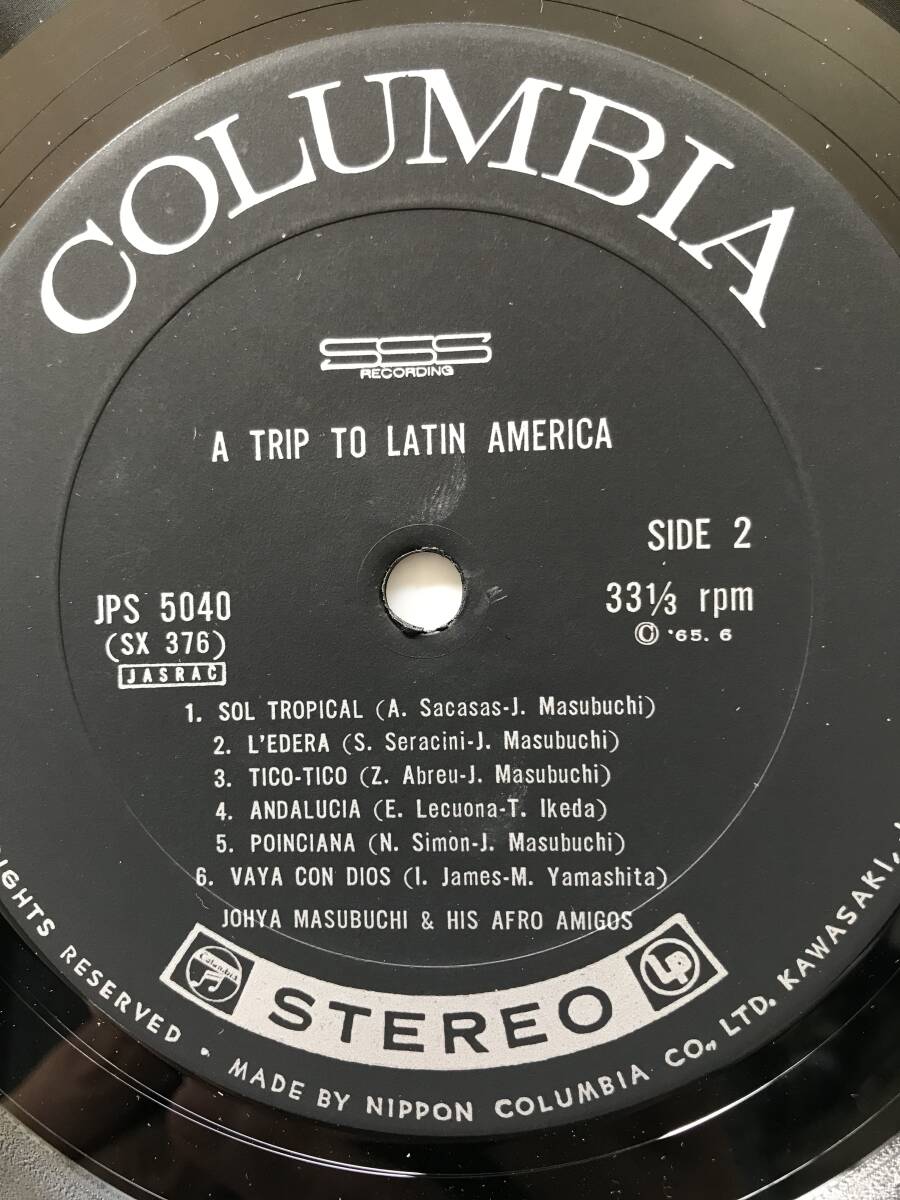 COLUMBIA
SSS
RECORDING
A TRIP TO LATIN AMERICA
SIDE 2
JPS 5040
(SX 376)
JASRAC
33⅓ rpm
© '65. 6
1. SOL TROPICAL (A. Sacasas-J. Masubuchi)
2. L'EDERA (S. Seracini-J. Masubuchi)
3. TICO-TICO (Z. Abreu-J. Masubuchi)
4. ANDALUCIA (E. Lecuona-T. Ikeda)
5. POINCIANA (N. Simon-J. Masubuchi)
6. VAYA CON DIOS (I. James-M. Yamashita)
JOHYA MASUBUCHI & HIS AFRO AMIGOS
Columbia
STEREO
LP
RIGHTS RESERVED • MADE BY NIPPON COLUMBIA CO., LTD. KAWASAKI,